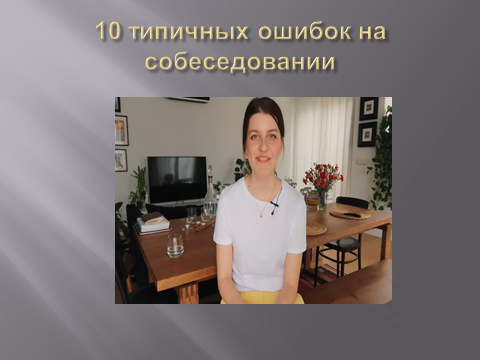 10 типичных ошибок на
собеседовании